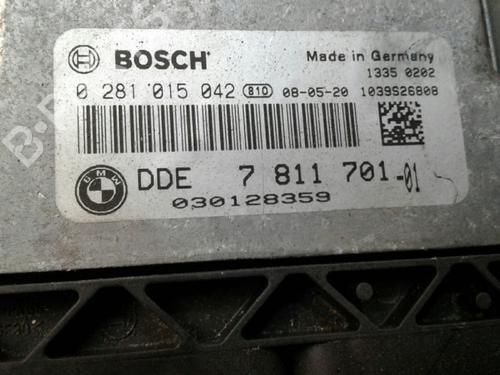 BOSCH
Made in Germany
1335 0202
0 281 015 042 810 08-05-20 1039S26808
BMW
DDE 7 811 701-01
030128359